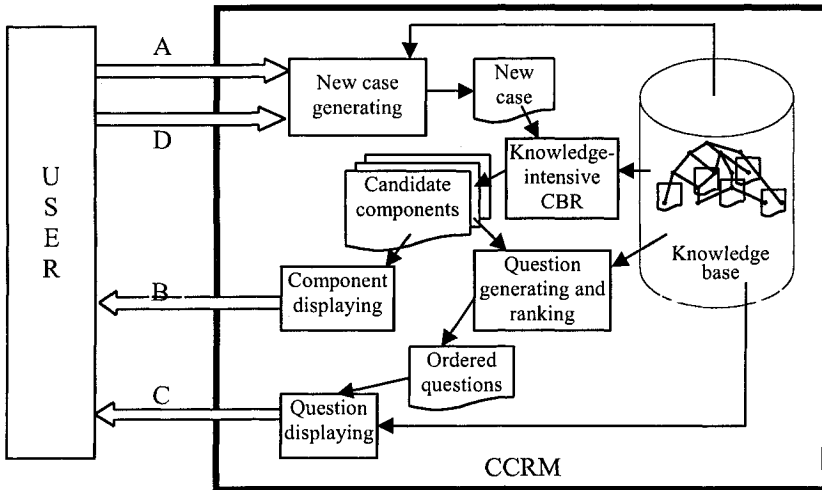 USER
A
D
B
C
New case
generating
New
case
Knowledge-
intensive
CBR
Candidate
components
Component
displaying
Question
generating and
ranking
Knowledge
base
Ordered
questions
Question
displaying
CCRM